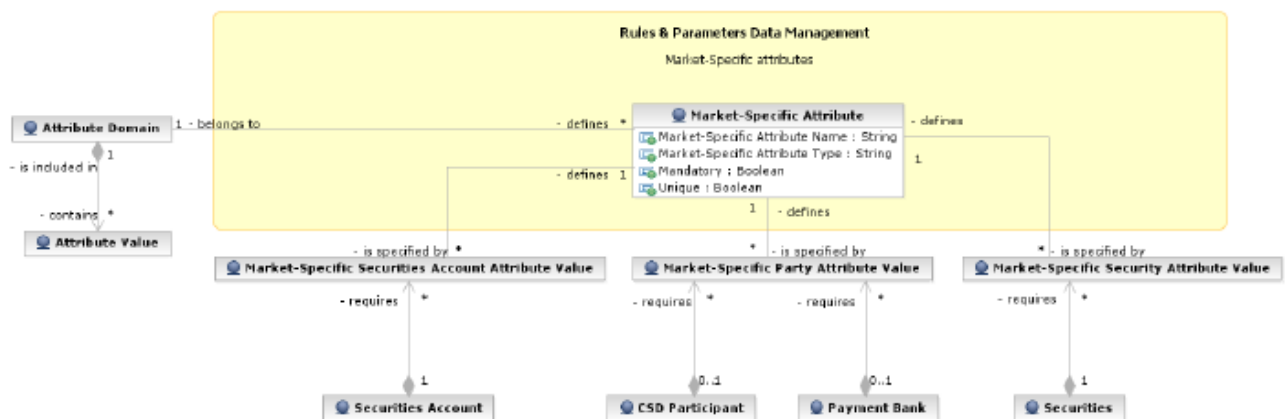 Rules & Parameters Data Management
Market-Specific attributes
Attribute Domain
1 - belongs to
- defines *
Market-Specific Attribute
Market-Specific Attribute Name : String
Market-Specific Attribute Type : String
Mandatory : Boolean
Unique : Boolean
- defines
1
1
- is included in
- defines 1
1 - defines
- contains *
Attribute Value
- is specified by *
* - is specified by
* - is specified by
Market-Specific Securities Account Attribute Value
Market-Specific Party Attribute Value
Market-Specific Security Attribute Value
- requires *
- requires *
- requires *
- requires *
1
0..1
0..1
1
Securities Account
CSD Participant
Payment Bank
Securities